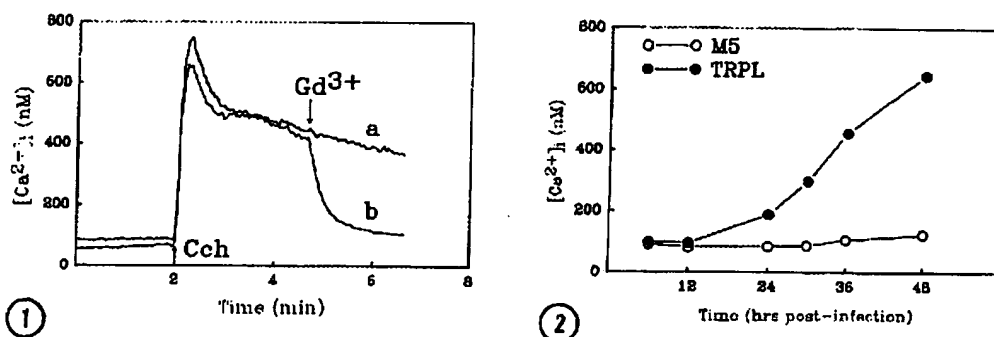 800
600
400
200
0
[Ca2+]i (nM)
Gd3+
a
b
Cch
0
2
4
6
8
Time (min)
1
M5
TRPL
800
600
400
200
0
[Ca2+]i (nM)
12
24
36
48
Time (hrs post-infection)
2